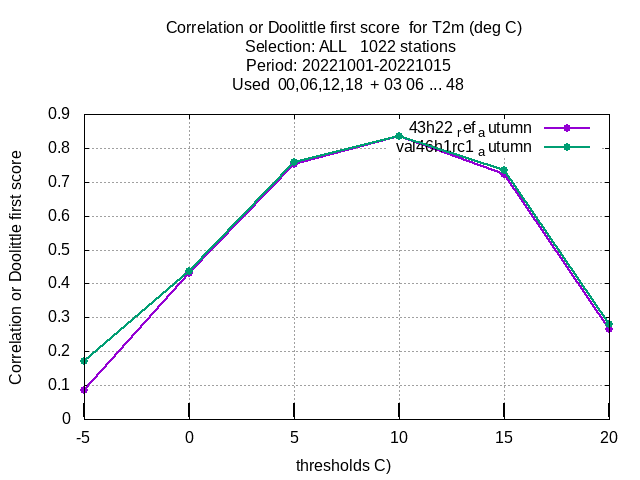 Correlation or Doolittle first score  for T2m (deg C)
Selection: ALL   1022 stations
Period: 20221001-20221015
Used  00,06,12,18  + 03 06 ... 48
43h22 ref autumn
val46h1rc1 autumn
Correlation or Doolittle first score
0.9
0.8
0.7
0.6
0.5
0.4
0.3
0.2
0.1
0
-5 0 5 10 15 20
thresholds C)